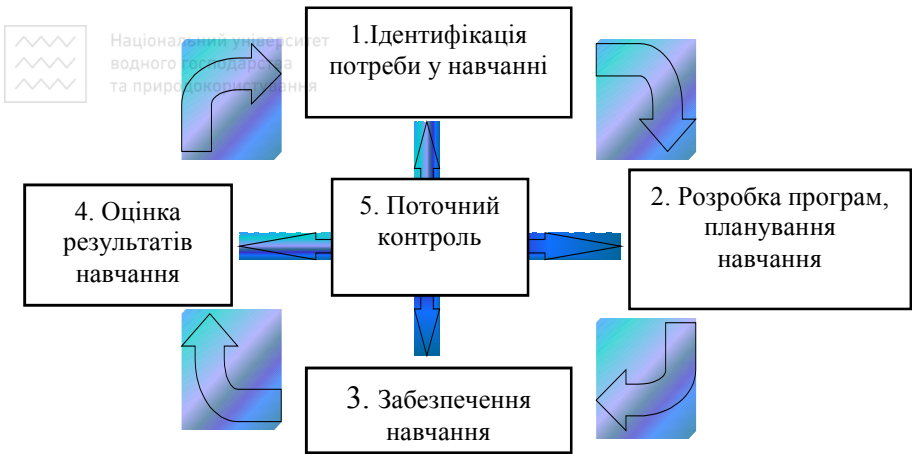 Національний університет
водного господарства
та природокористування
1.Ідентифікація
потреби у навчанні
4. Оцінка
результатів
навчання
5. Поточний
контроль
2. Розробка програм,
планування
навчання
3. Забезпечення
навчання